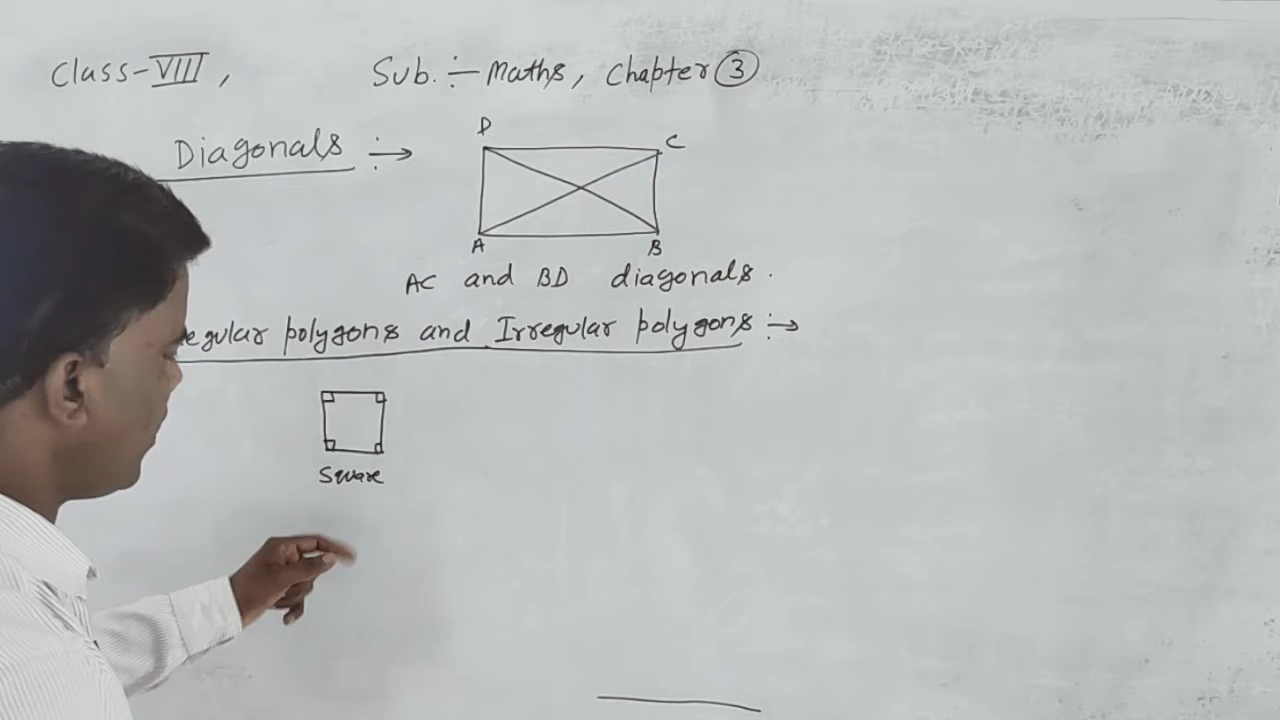 Class-VIII, Sub. :- Maths, Chapter 3
Diagonals :→
D C
A B
AC and BD diagonals.
egular polygons and Irregular polygons :→
Square